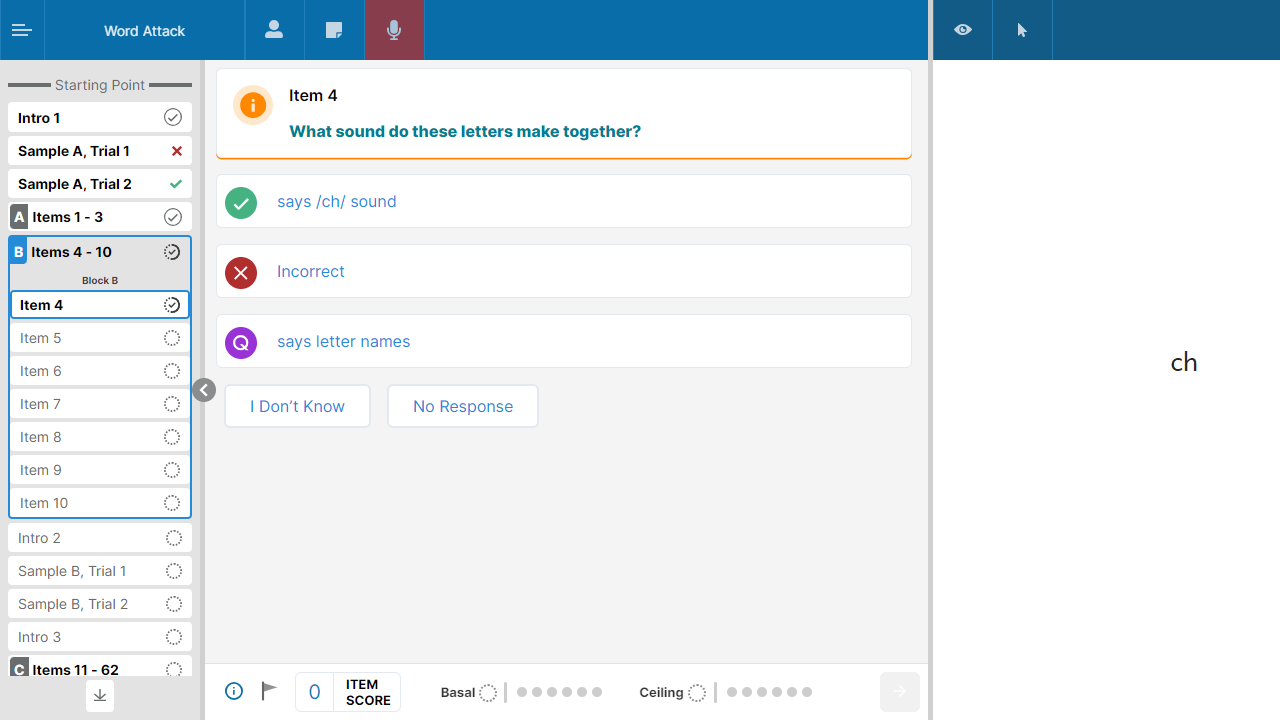 Word Attack
Starting Point
Intro 1
Sample A, Trial 1
Sample A, Trial 2
A Items 1 - 3
B Items 4 - 10
Block B
Item 4
Item 5
Item 6
Item 7
Item 8
Item 9
Item 10
Intro 2
Sample B, Trial 1
Sample B, Trial 2
Intro 3
C Items 11 - 62
Item 4
What sound do these letters make together?
says /ch/ sound
Incorrect
Q says letter names
I Don’t Know
No Response
0 ITEM SCORE
Basal
Ceiling
ch